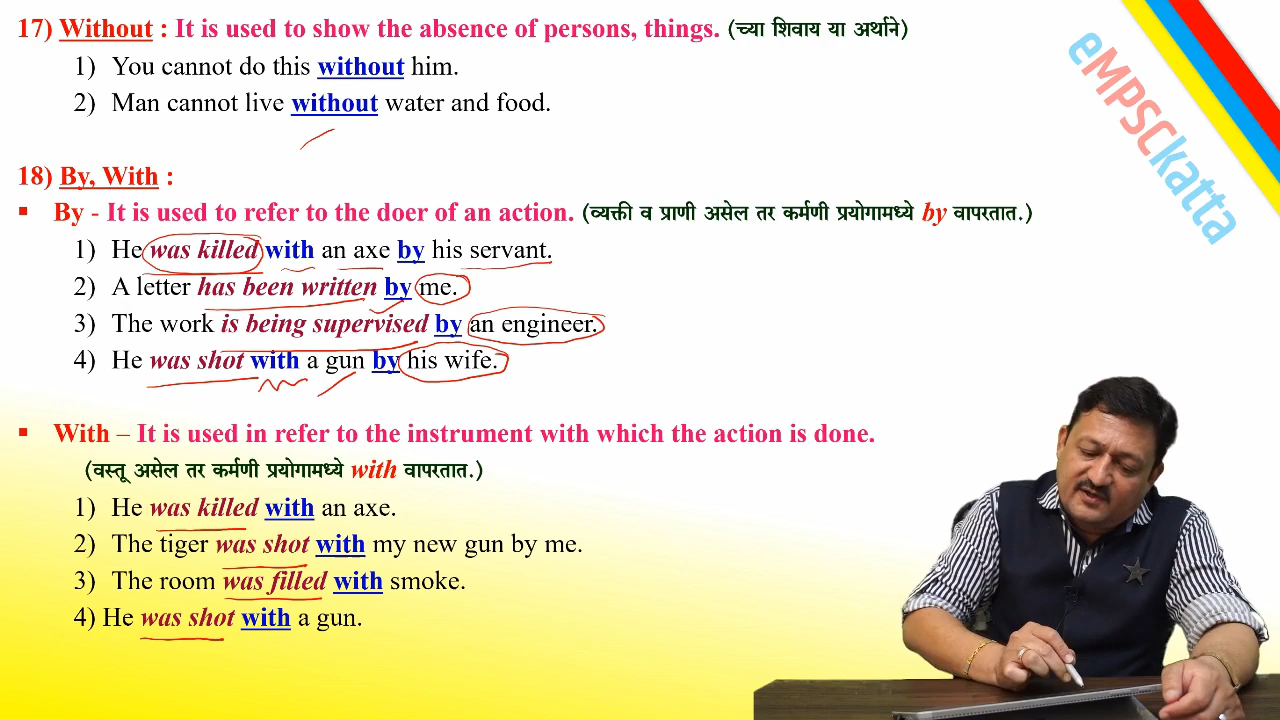 17) Without : It is used to show the absence of persons, things. (च्या शिवाय या अर्थाने)
1) You cannot do this without him.
2) Man cannot live without water and food.
18) By, With :
▪ By - It is used to refer to the doer of an action. (व्यक्ती व प्राणी असेल तर कर्मणी प्रयोगामध्ये by वापरतात.)
1) He was killed with an axe by his servant.
2) A letter has been written by me.
3) The work is being supervised by an engineer.
4) He was shot with a gun by his wife.
▪ With – It is used in refer to the instrument with which the action is done.
(वस्तू असेल तर कर्मणी प्रयोगामध्ये with वापरतात.)
1) He was killed with an axe.
2) The tiger was shot with my new gun by me.
3) The room was filled with smoke.
4) He was shot with a gun.
eMPSCkatta